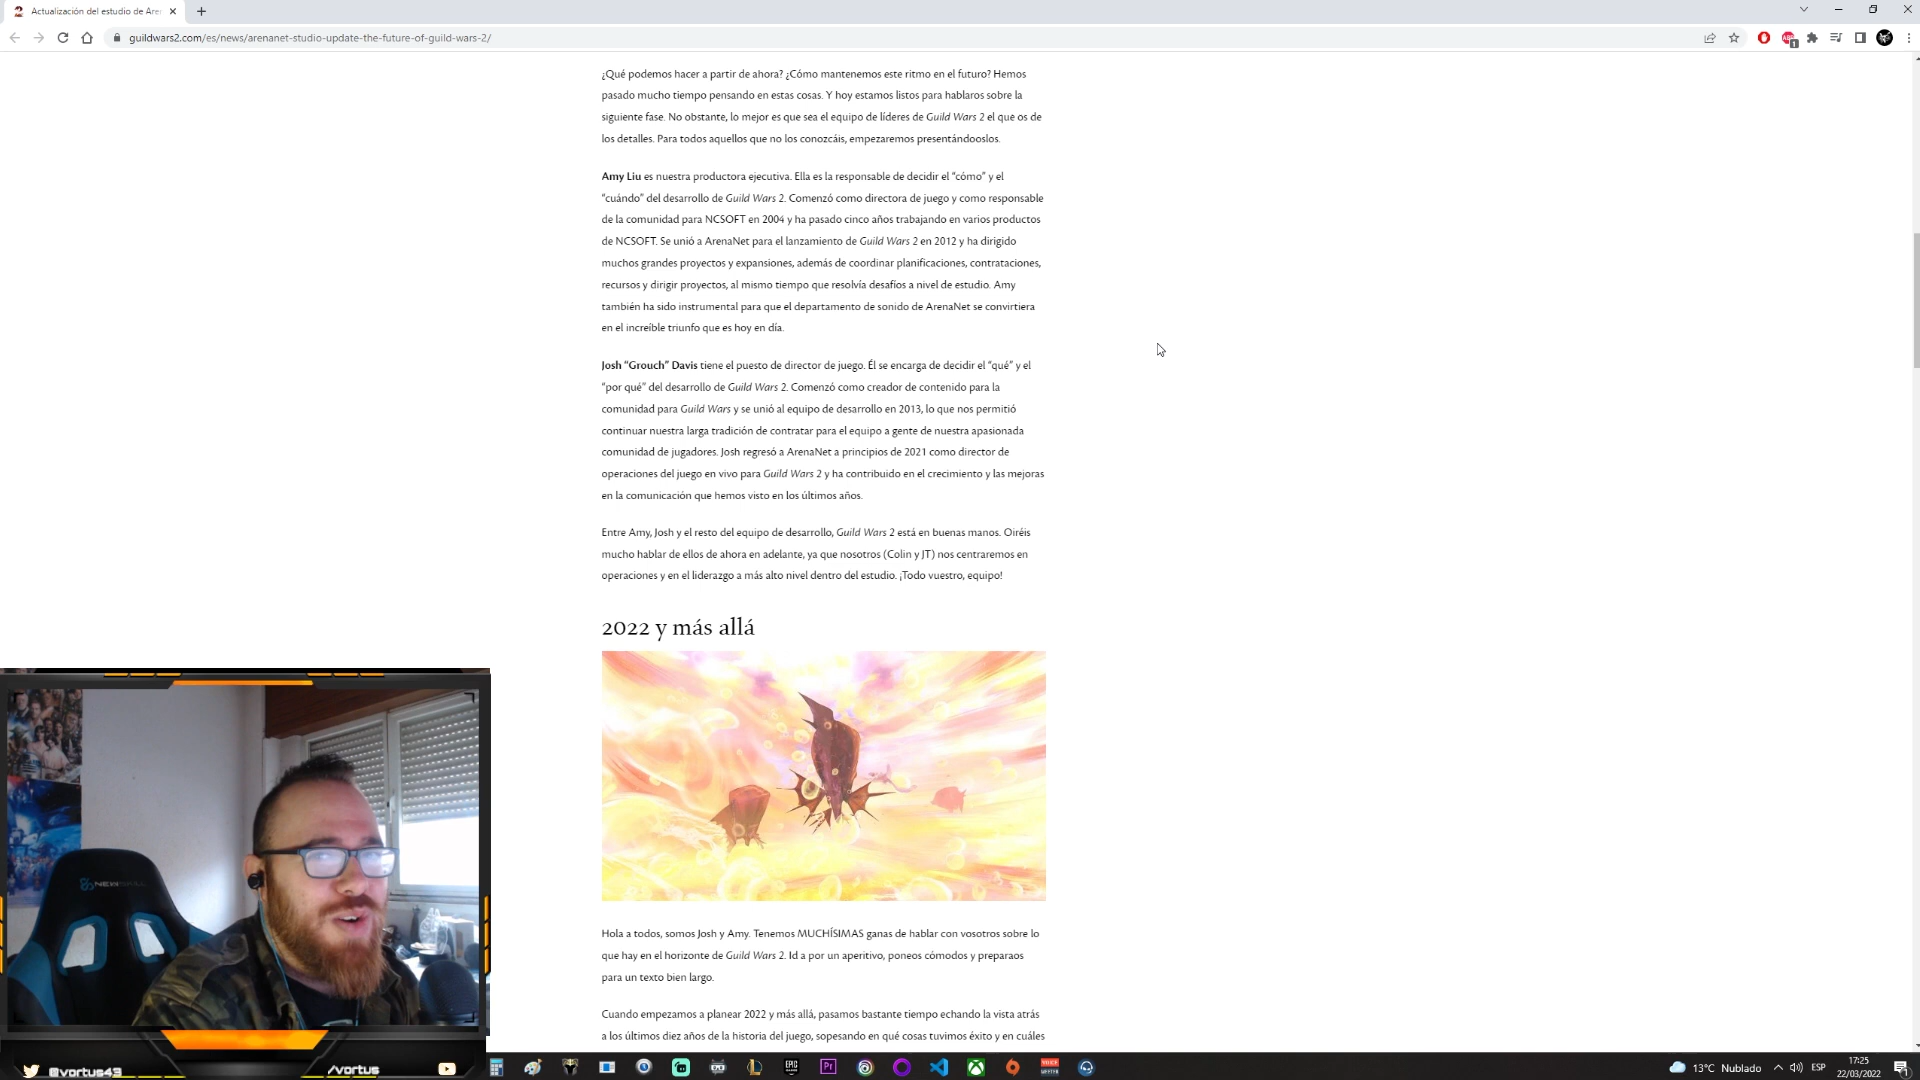 Actualización del estudio de Are
guildwars2.com/es/news/arenanet-studio-update-the-future-of-guild-wars-2/
¿Qué podemos hacer a partir de ahora? ¿Cómo mantenemos este ritmo en el futuro? Hemos
pasado mucho tiempo pensando en estas cosas. Y hoy estamos listos para hablaros sobre la
siguiente fase. No obstante, lo mejor es que sea el equipo de líderes de Guild Wars 2 el que os de
los detalles. Para todos aquellos que no los conozcáis, empezaremos presentándooslos.
Amy Liu es nuestra productora ejecutiva. Ella es la responsable de decidir el “cómo” y el
“cuándo” del desarrollo de Guild Wars 2. Comenzó como directora de juego y como responsable
de la comunidad para NCSOFT en 2004 y ha pasado cinco años trabajando en varios productos
de NCSOFT. Se unió a ArenaNet para el lanzamiento de Guild Wars 2 en 2012 y ha dirigido
muchos grandes proyectos y expansiones, además de coordinar planificaciones, contrataciones,
recursos y dirigir proyectos, al mismo tiempo que resolvía desafíos a nivel de estudio. Amy
también ha sido instrumental para que el departamento de sonido de ArenaNet se convirtiera
en el increíble triunfo que es hoy en día.
Josh “Grouch” Davis tiene el puesto de director de juego. Él se encarga de decidir el “qué” y el
“por qué” del desarrollo de Guild Wars 2. Comenzó como creador de contenido para la
comunidad para Guild Wars y se unió al equipo de desarrollo en 2013, lo que nos permitió
continuar nuestra larga tradición de contratar para el equipo a gente de nuestra apasionada
comunidad de jugadores. Josh regresó a ArenaNet a principios de 2021 como director de
operaciones del juego en vivo para Guild Wars 2 y ha contribuido en el crecimiento y las mejoras
en la comunicación que hemos visto en los últimos años.
Entre Amy, Josh y el resto del equipo de desarrollo, Guild Wars 2 está en buenas manos. Oiréis
mucho hablar de ellos de ahora en adelante, ya que nosotros (Colin y JT) nos centraremos en
operaciones y en el liderazgo a más alto nivel dentro del estudio. ¡Todo vuestro, equipo!
2022 y más allá
Hola a todos, somos Josh y Amy. Tenemos MUCHÍSIMAS ganas de hablar con vosotros sobre lo
que hay en el horizonte de Guild Wars 2. Id a por un aperitivo, poneos cómodos y preparaos
para un texto bien largo.
Cuando empezamos a planear 2022 y más allá, pasamos bastante tiempo echando la vista atrás
a los últimos diez años de la historia del juego, sopesando en qué cosas tuvimos éxito y en cuáles
@vortus43
/vortus
EPIC
Pr
13°C Nublado
ESP
17:25
22/03/2022